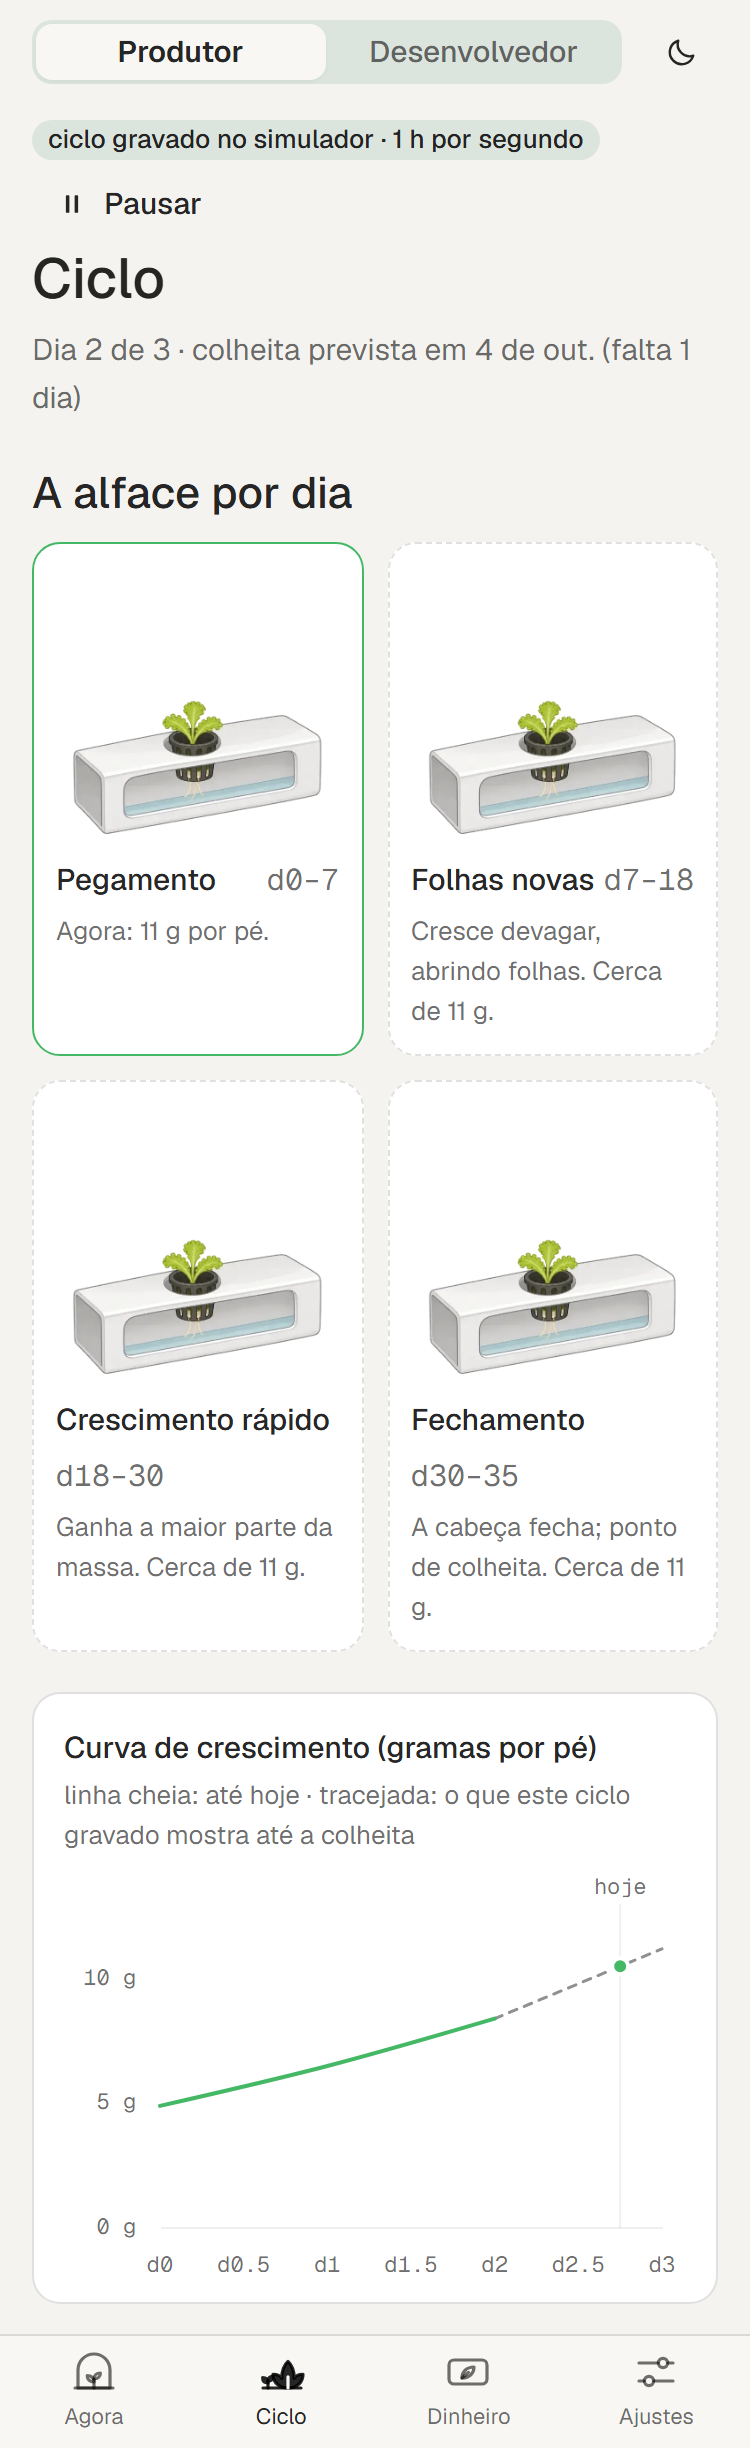 Produtor
Desenvolvedor
ciclo gravado no simulador · 1 h por segundo
Pausar
Ciclo
Dia 2 de 3 · colheita prevista em 4 de out. (falta 1
dia)
A alface por dia
Pegamento d0–7
Agora: 11 g por pé.
Folhas novas d7–18
Cresce devagar,
abrindo folhas. Cerca
de 11 g.
Crescimento rápido
d18–30
Ganha a maior parte da
massa. Cerca de 11 g.
Fechamento
d30–35
A cabeça fecha; ponto
de colheita. Cerca de 11
g.
Curva de crescimento (gramas por pé)
linha cheia: até hoje · tracejada: o que este ciclo
gravado mostra até a colheita
hoje
10 g
5 g
0 g
d0 d0.5 d1 d1.5 d2 d2.5 d3
Agora
Ciclo
Dinheiro
Ajustes